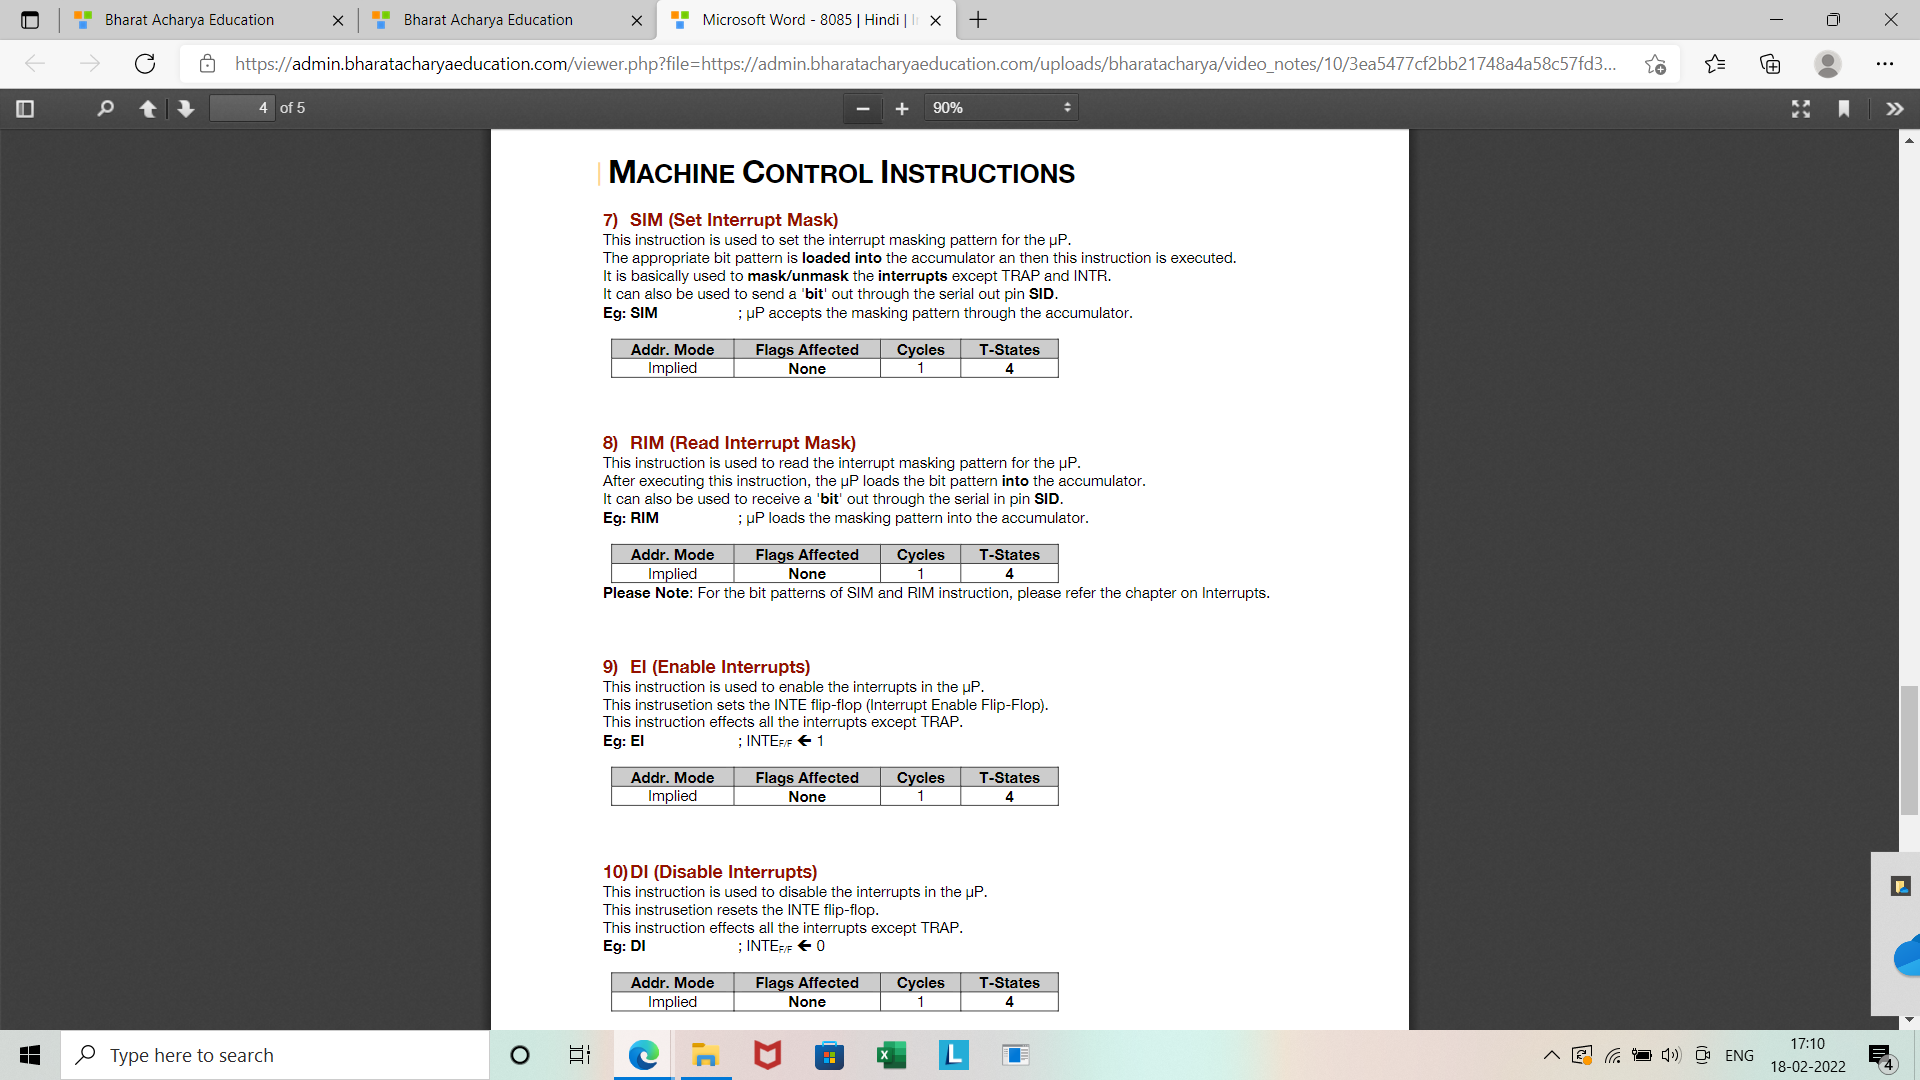 Bharat Acharya Education
Bharat Acharya Education
Microsoft Word - 8085 | Hindi |
https://admin.bharatacharyaeducation.com/viewer.php?file=https://admin.bharatacharyaeducation.com/uploads/bharatacharya/video_notes/10/3ea5477cf2bb21748a4a58c57fd3...
4 of 5
90%
MACHINE CONTROL INSTRUCTIONS
7) SIM (Set Interrupt Mask)
This instruction is used to set the interrupt masking pattern for the µP.
The appropriate bit pattern is loaded into the accumulator an then this instruction is executed.
It is basically used to mask/unmask the interrupts except TRAP and INTR.
It can also be used to send a 'bit' out through the serial out pin SID.
Eg: SIM ; µP accepts the masking pattern through the accumulator.
Addr. Mode Flags Affected Cycles T-States
Implied None 1 4
8) RIM (Read Interrupt Mask)
This instruction is used to read the interrupt masking pattern for the µP.
After executing this instruction, the µP loads the bit pattern into the accumulator.
It can also be used to receive a 'bit' out through the serial in pin SID.
Eg: RIM ; µP loads the masking pattern into the accumulator.
Addr. Mode Flags Affected Cycles T-States
Implied None 1 4
Please Note: For the bit patterns of SIM and RIM instruction, please refer the chapter on Interrupts.
9) EI (Enable Interrupts)
This instruction is used to enable the interrupts in the µP.
This instrusetion sets the INTE flip-flop (Interrupt Enable Flip-Flop).
This instruction effects all the interrupts except TRAP.
Eg: EI ; INTEF/F ← 1
Addr. Mode Flags Affected Cycles T-States
Implied None 1 4
10) DI (Disable Interrupts)
This instruction is used to disable the interrupts in the µP.
This instrusetion resets the INTE flip-flop.
This instruction effects all the interrupts except TRAP.
Eg: DI ; INTEF/F ← 0
Addr. Mode Flags Affected Cycles T-States
Implied None 1 4
Type here to search
ENG
17:10
18-02-2022
4